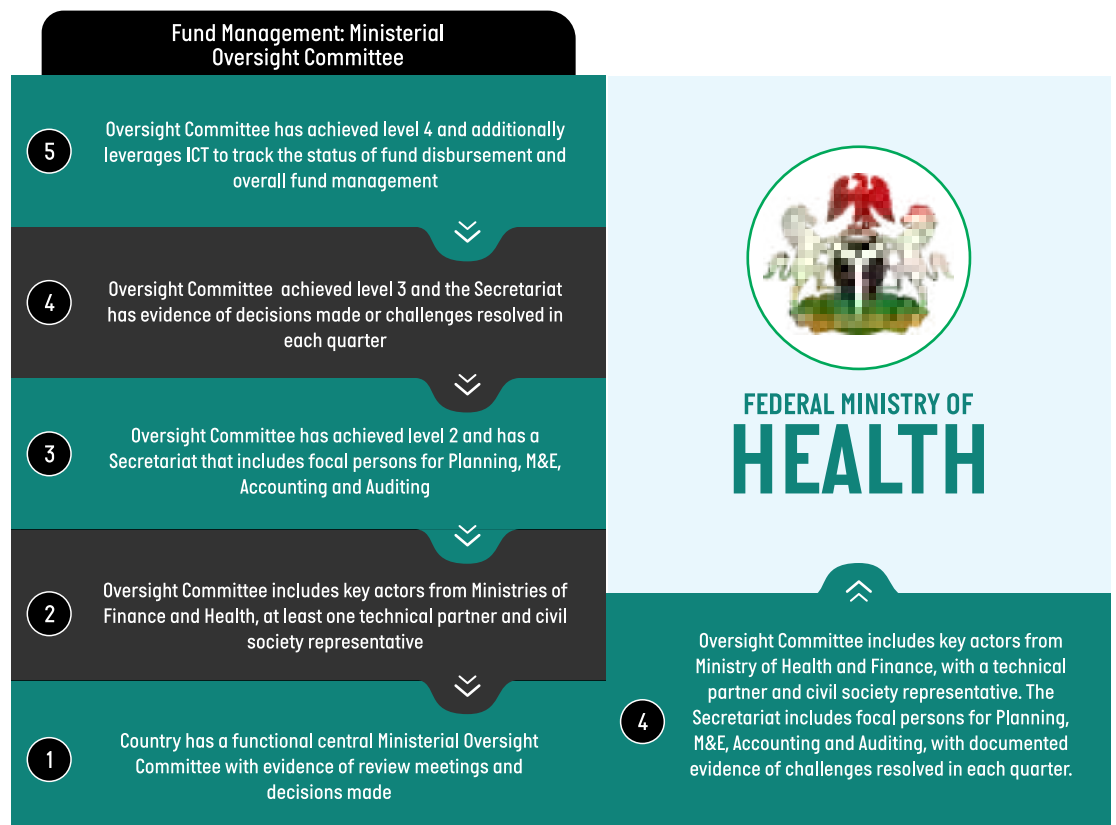 Fund Management: Ministerial
Oversight Committee
5
Oversight Committee has achieved level 4 and additionally
leverages ICT to track the status of fund disbursement and
overall fund management
4
Oversight Committee achieved level 3 and the Secretariat
has evidence of decisions made or challenges resolved in
each quarter
3
Oversight Committee has achieved level 2 and has a
Secretariat that includes focal persons for Planning, M&E,
Accounting and Auditing
2
Oversight Committee includes key actors from Ministries of
Finance and Health, at least one technical partner and civil
society representative
1
Country has a functional central Ministerial Oversight
Committee with evidence of review meetings and
decisions made
FEDERAL MINISTRY OF
HEALTH
4
Oversight Committee includes key actors from
Ministry of Health and Finance, with a technical
partner and civil society representative. The
Secretariat includes focal persons for Planning,
M&E, Accounting and Auditing, with documented
evidence of challenges resolved in each quarter.